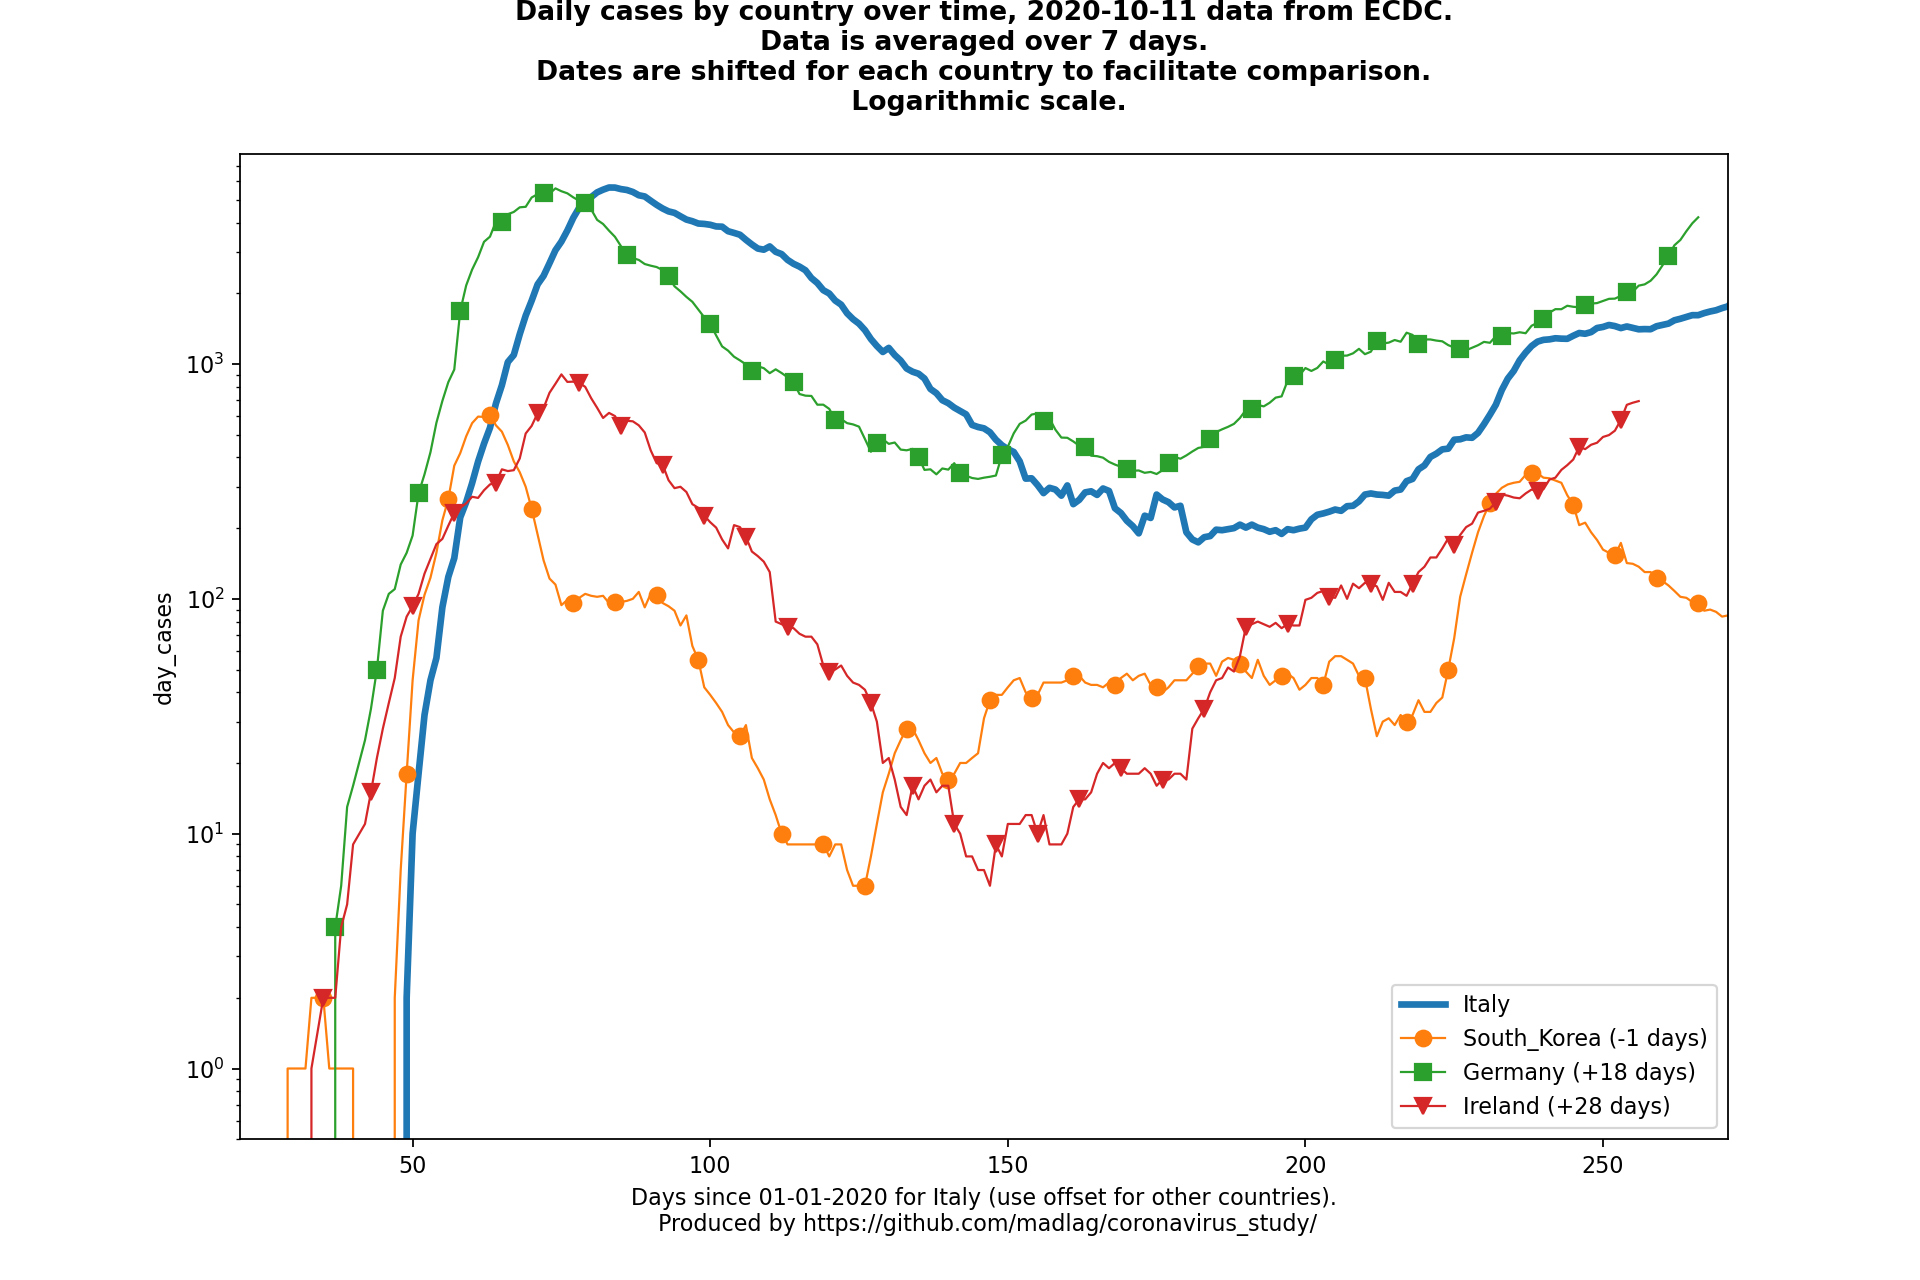 Daily cases by country over time, 2020-10-11 data from ECDC.
Data is averaged over 7 days.
Dates are shifted for each country to facilitate comparison.
Logarithmic scale.
day_cases
10^3
10^2
10^1
10^0
50
100
150
200
250
Italy
South_Korea (-1 days)
Germany (+18 days)
Ireland (+28 days)
Days since 01-01-2020 for Italy (use offset for other countries).
Produced by https://github.com/madlag/coronavirus_study/